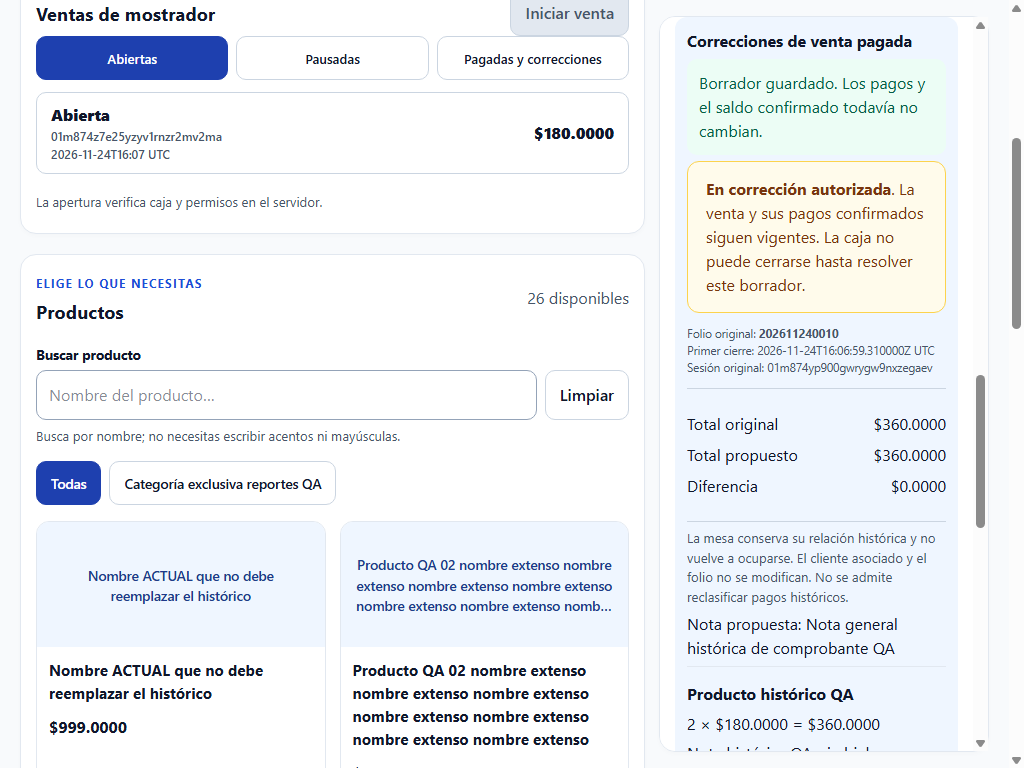 Ventas de mostrador
Iniciar venta
Abiertas
Pausadas
Pagadas y correcciones
Abierta
01m874z7e25yzyv1rnzr2mv2ma
2026-11-24T16:07 UTC
$180.0000
La apertura verifica caja y permisos en el servidor.
ELIGE LO QUE NECESITAS
Productos
26 disponibles
Buscar producto
Nombre del producto...
Limpiar
Busca por nombre; no necesitas escribir acentos ni mayúsculas.
Todas
Categoría exclusiva reportes QA
Nombre ACTUAL que no debe
reemplazar el histórico
Nombre ACTUAL que no debe
reemplazar el histórico
$999.0000
Producto QA 02 nombre extenso
extenso nombre extenso nombre extenso
nombre extenso nombre extenso nomb...
Producto QA 02 nombre extenso
nombre extenso nombre extenso
nombre extenso nombre extenso
nombre extenso nombre extenso
Correcciones de venta pagada
Borrador guardado. Los pagos y
el saldo confirmado todavía no
cambian.
En corrección autorizada. La
venta y sus pagos confirmados
siguen vigentes. La caja no
puede cerrarse hasta resolver
este borrador.
Folio original: 202611240010
Primer cierre: 2026-11-24T16:06:59.310000Z UTC
Sesión original: 01m874yp900gwrygw9nxzegaev
Total original $360.0000
Total propuesto $360.0000
Diferencia $0.0000
La mesa conserva su relación histórica y no
vuelve a ocuparse. El cliente asociado y el
folio no se modifican. No se admite
reclasificar pagos históricos.
Nota propuesta: Nota general
histórica de comprobante QA
Producto histórico QA
2 × $180.0000 = $360.0000